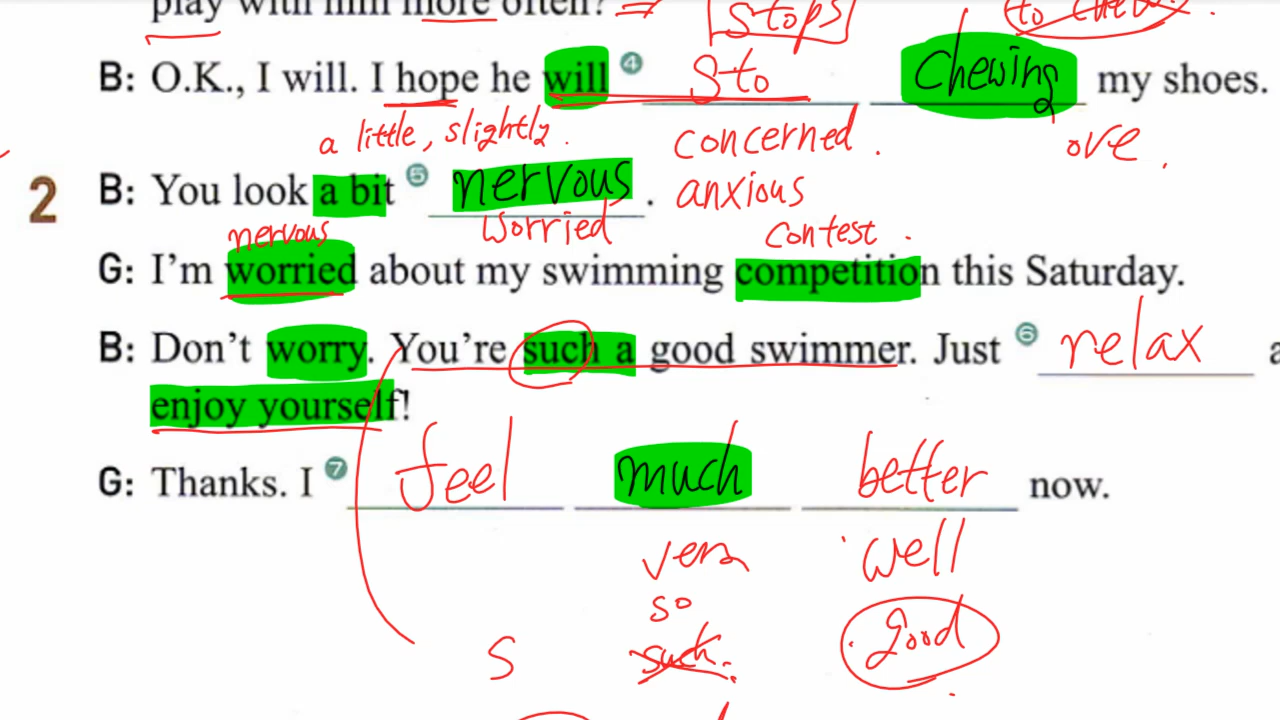 play with him more often? ⇒ stops to chew.
B: O.K., I will. I hope he will ④ sto chewing my shoes.
a little, slightly. concerned. ove.
2 B: You look a bit ⑤ nervous. anxious
nervous worried contest.
G: I'm worried about my swimming competition this Saturday.
B: Don't worry. You're such a good swimmer. Just ⑥ relax a
enjoy yourself!
G: Thanks. I ⑦ feel much better now.
well
so
s such. good